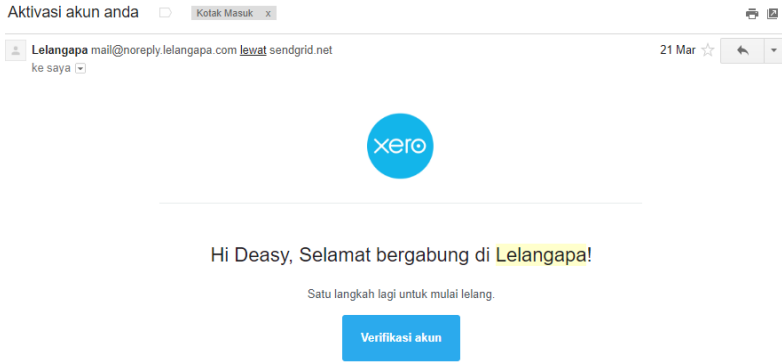 Aktivasi akun anda Kotak Masuk x
Lelangapa mail@noreply.lelangapa.com lewat sendgrid.net 21 Mar
ke saya
xero
Hi Deasy, Selamat bergabung di Lelangapa!
Satu langkah lagi untuk mulai lelang.
Verifikasi akun